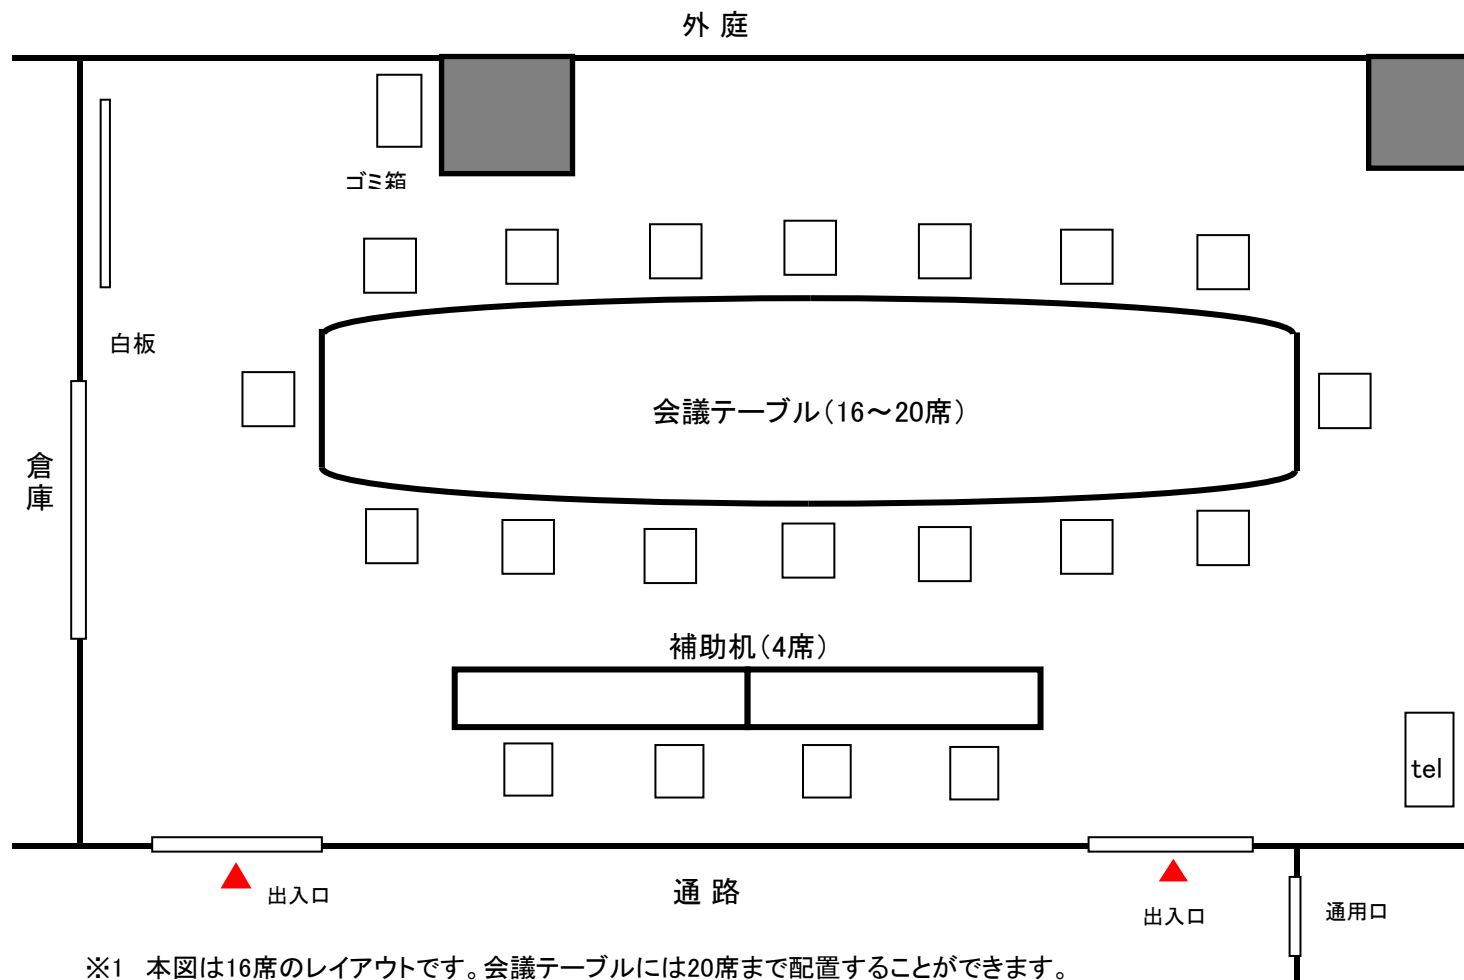 外 庭
ゴミ箱
白板
会議テーブル（16～20席）
倉庫
補助机（4席）
tel
出入口
通 路
出入口
通用口
※1　本図は16席のレイアウトです。会議テーブルには20席まで配置することができます。